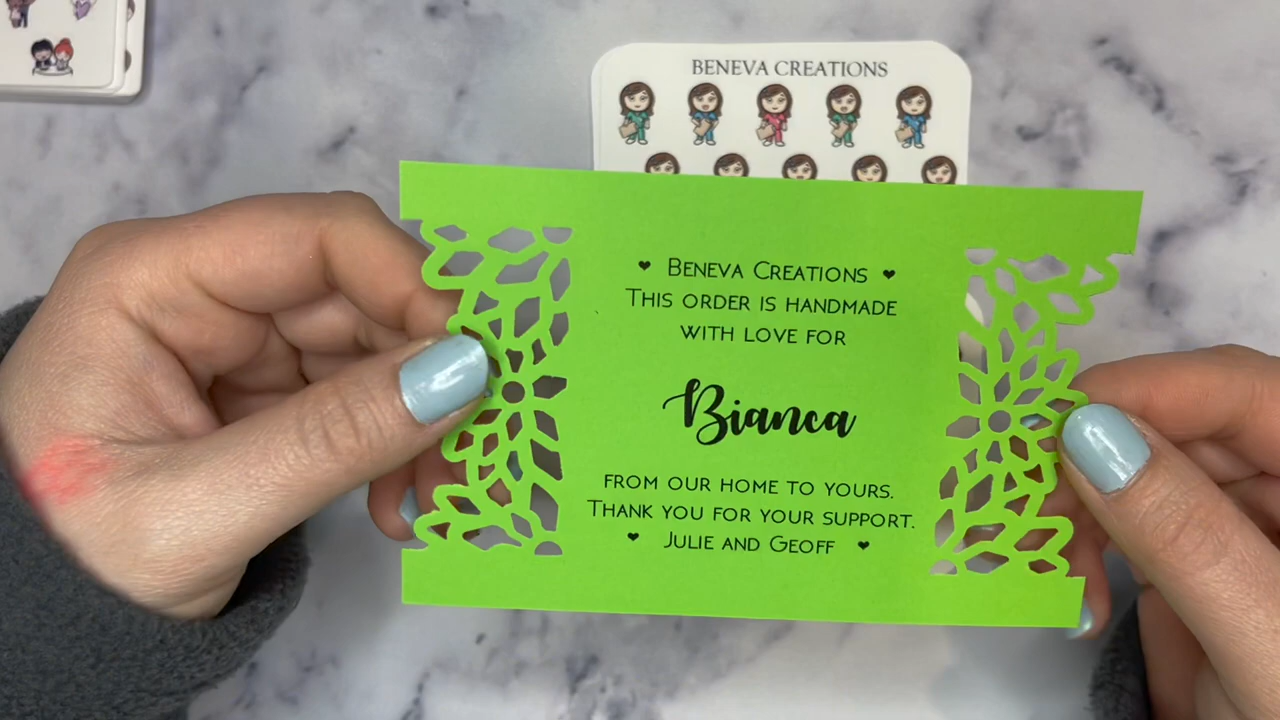 BENEVA CREATIONS
♥ BENEVA CREATIONS ♥
THIS ORDER IS HANDMADE
WITH LOVE FOR
Bianca
FROM OUR HOME TO YOURS.
THANK YOU FOR YOUR SUPPORT.
♥ JULIE AND GEOFF ♥